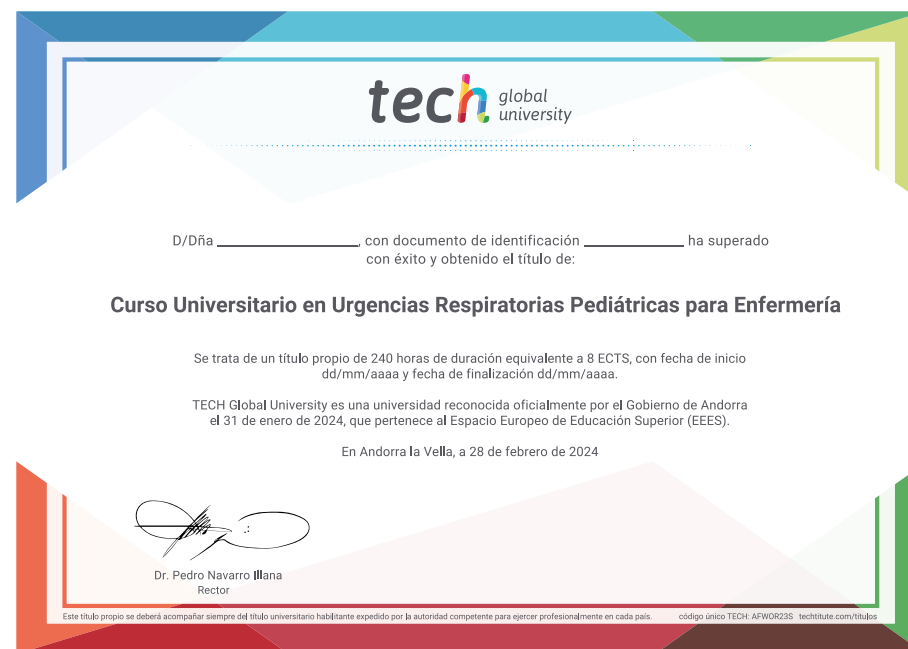 tech global university
D/Dña ________________, con documento de identificación ____________ ha superado
con éxito y obtenido el título de:
Curso Universitario en Urgencias Respiratorias Pediátricas para Enfermería
Se trata de un título propio de 240 horas de duración equivalente a 8 ECTS, con fecha de inicio
dd/mm/aaaa y fecha de finalización dd/mm/aaaa.
TECH Global University es una universidad reconocida oficialmente por el Gobierno de Andorra
el 31 de enero de 2024, que pertenece al Espacio Europeo de Educación Superior (EEES).
En Andorra la Vella, a 28 de febrero de 2024
Dr. Pedro Navarro Illana
Rector
Este título propio se deberá acompañar siempre del título universitario habilitante expedido por la autoridad competente para ejercer profesionalmente en cada país. código único TECH: AFWOR23S techtitute.com/titulos